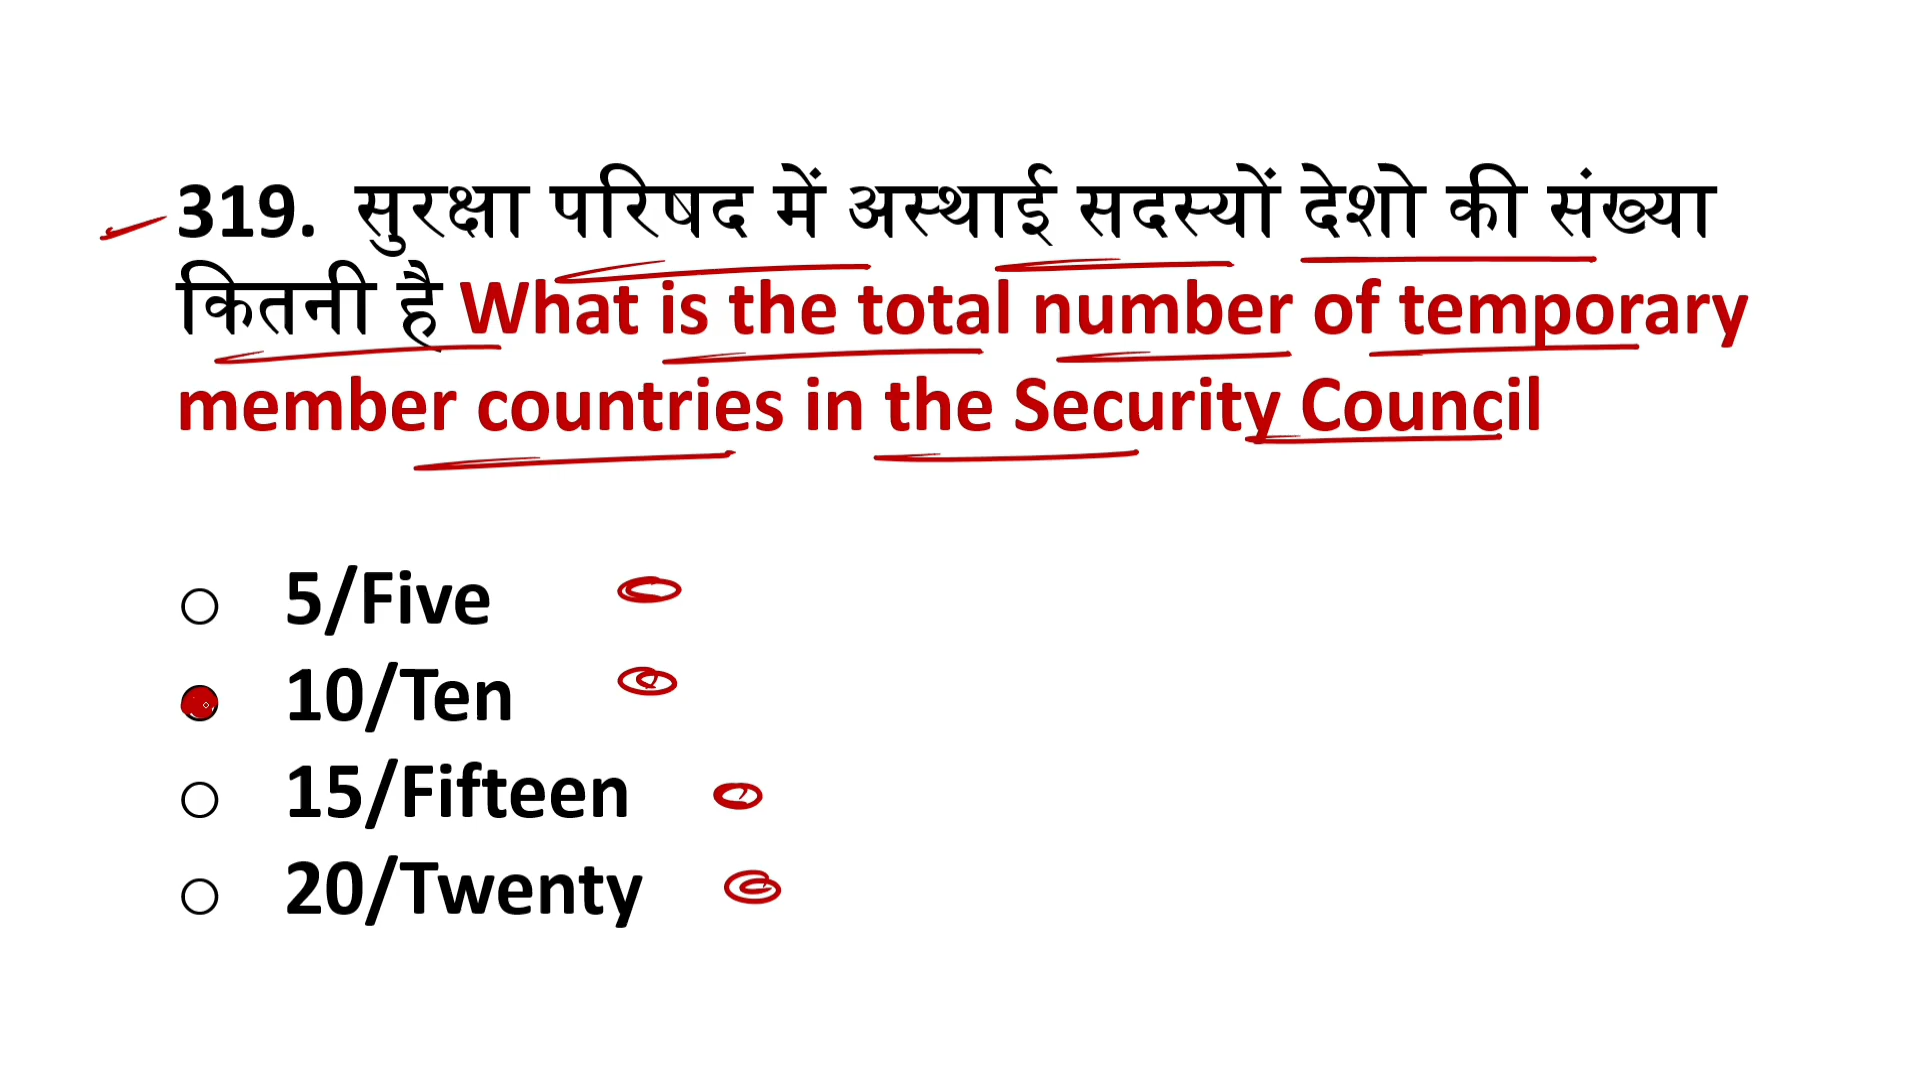 319. सुरक्षा परिषद में अस्थाई सदस्यों देशो की संख्या
कितनी है What is the total number of temporary
member countries in the Security Council
5/Five
10/Ten
15/Fifteen
20/Twenty